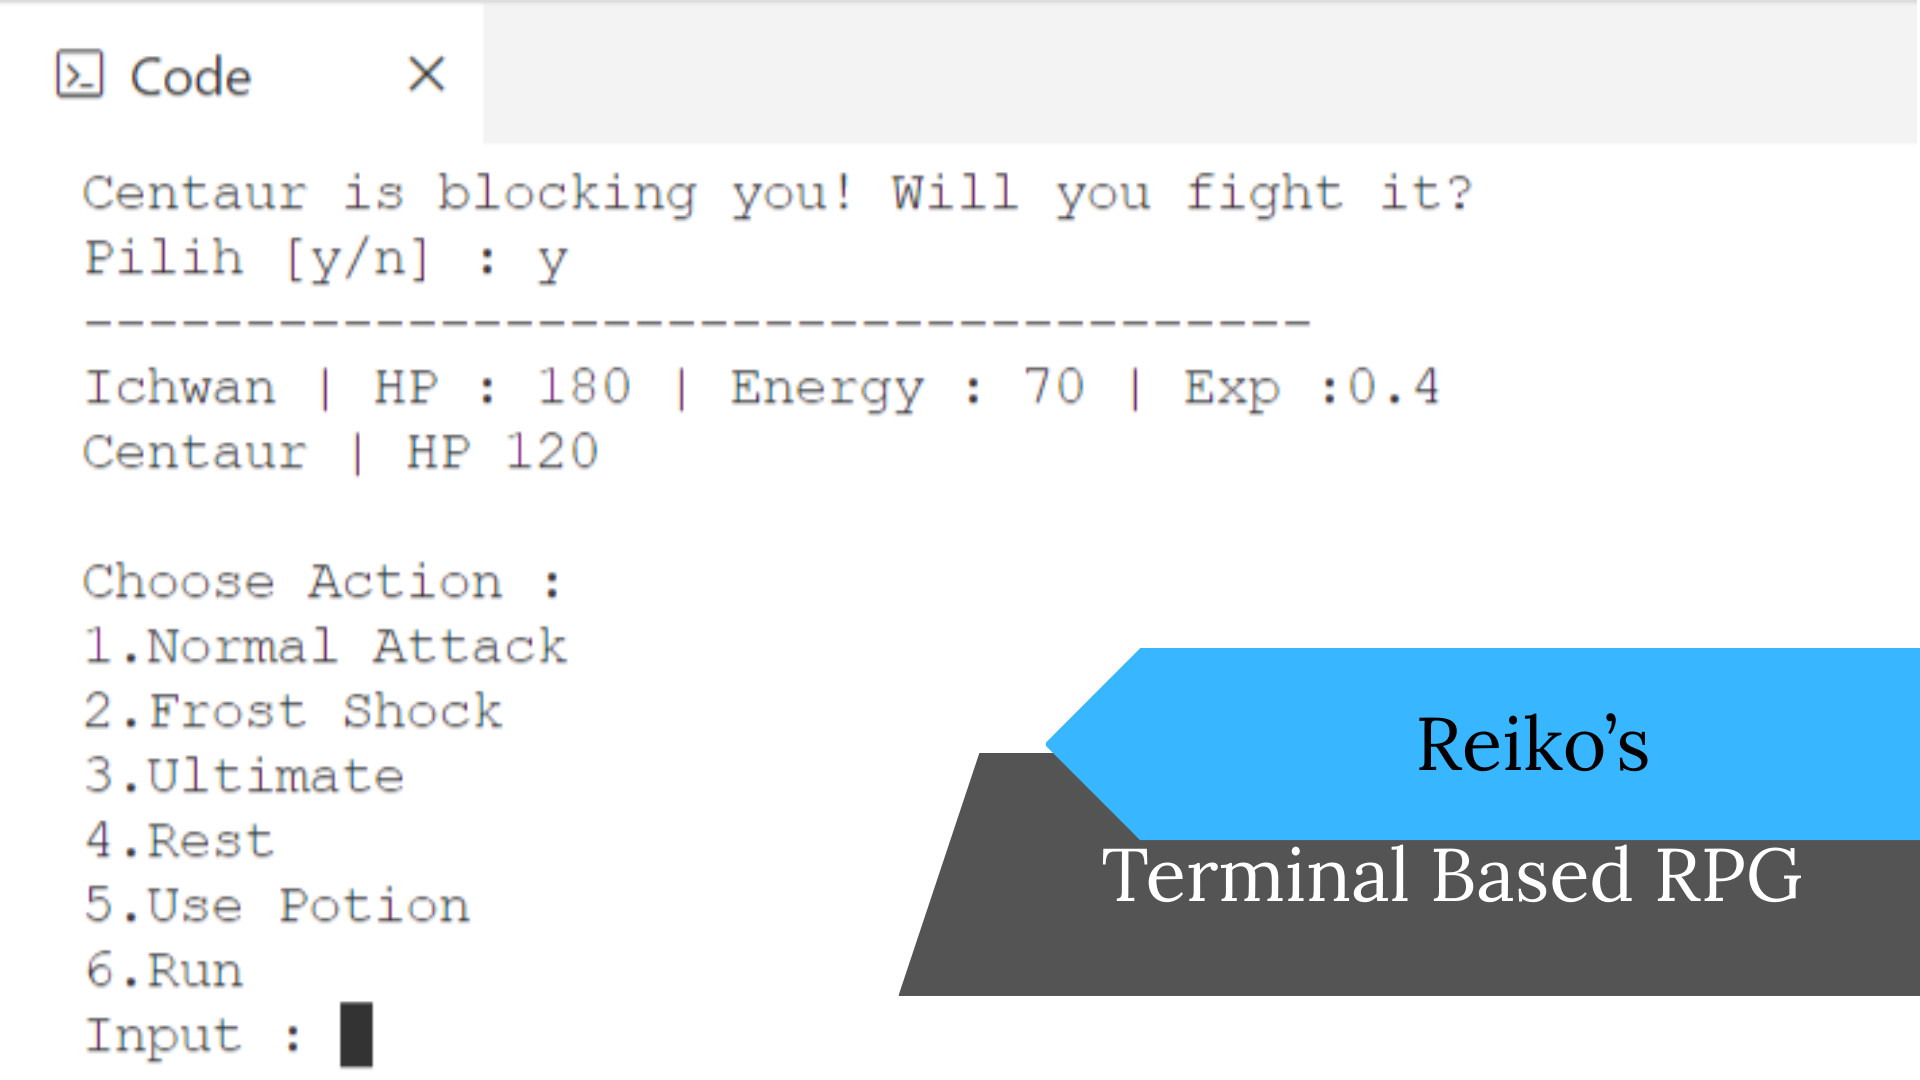 Code
Centaur is blocking you! Will you fight it?
Pilih [y/n] : y
--------------------------------------
Ichwan | HP : 180 | Energy : 70 | Exp :0.4
Centaur | HP 120
Choose Action :
1.Normal Attack
2.Frost Shock
3.Ultimate
4.Rest
5.Use Potion
6.Run
Input :
Reiko’s
Terminal Based RPG